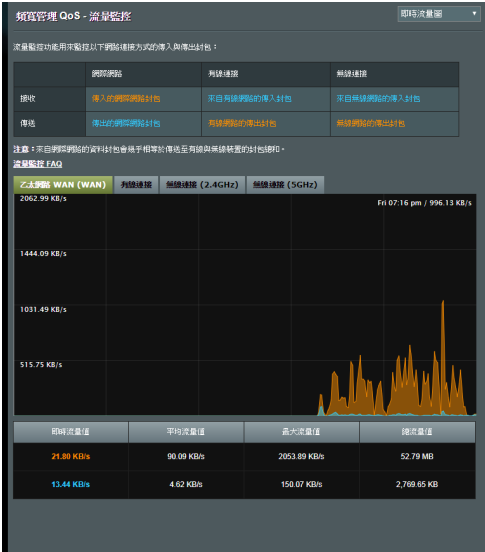 頻寬管理 QoS - 流量監控
即時流量圖
流量監控功能用來監控以下網路連接方式的傳入與傳出封包：
網際網路 有線連接 無線連接
接收 傳入的網際網路封包 來自有線網路的傳入封包 來自無線網路的傳入封包
傳送 傳出的網際網路封包 有線網路的傳出封包 無線網路的傳出封包
注意：來自網際網路的資料封包會幾乎相等於傳送至有線與無線裝置的封包總和。
流量監控 FAQ
乙太網路 WAN (WAN) 有線連接 無線連接 (2.4GHz) 無線連接 (5GHz)
2062.99 KB/s
Fri 07:16 pm / 996.13 KB/s
1444.09 KB/s
1031.49 KB/s
515.75 KB/s
即時流量值 平均流量值 最大流量值 總流量值
21.80 KB/s 90.09 KB/s 2053.89 KB/s 52.79 MB
13.44 KB/s 4.62 KB/s 150.07 KB/s 2,769.65 KB